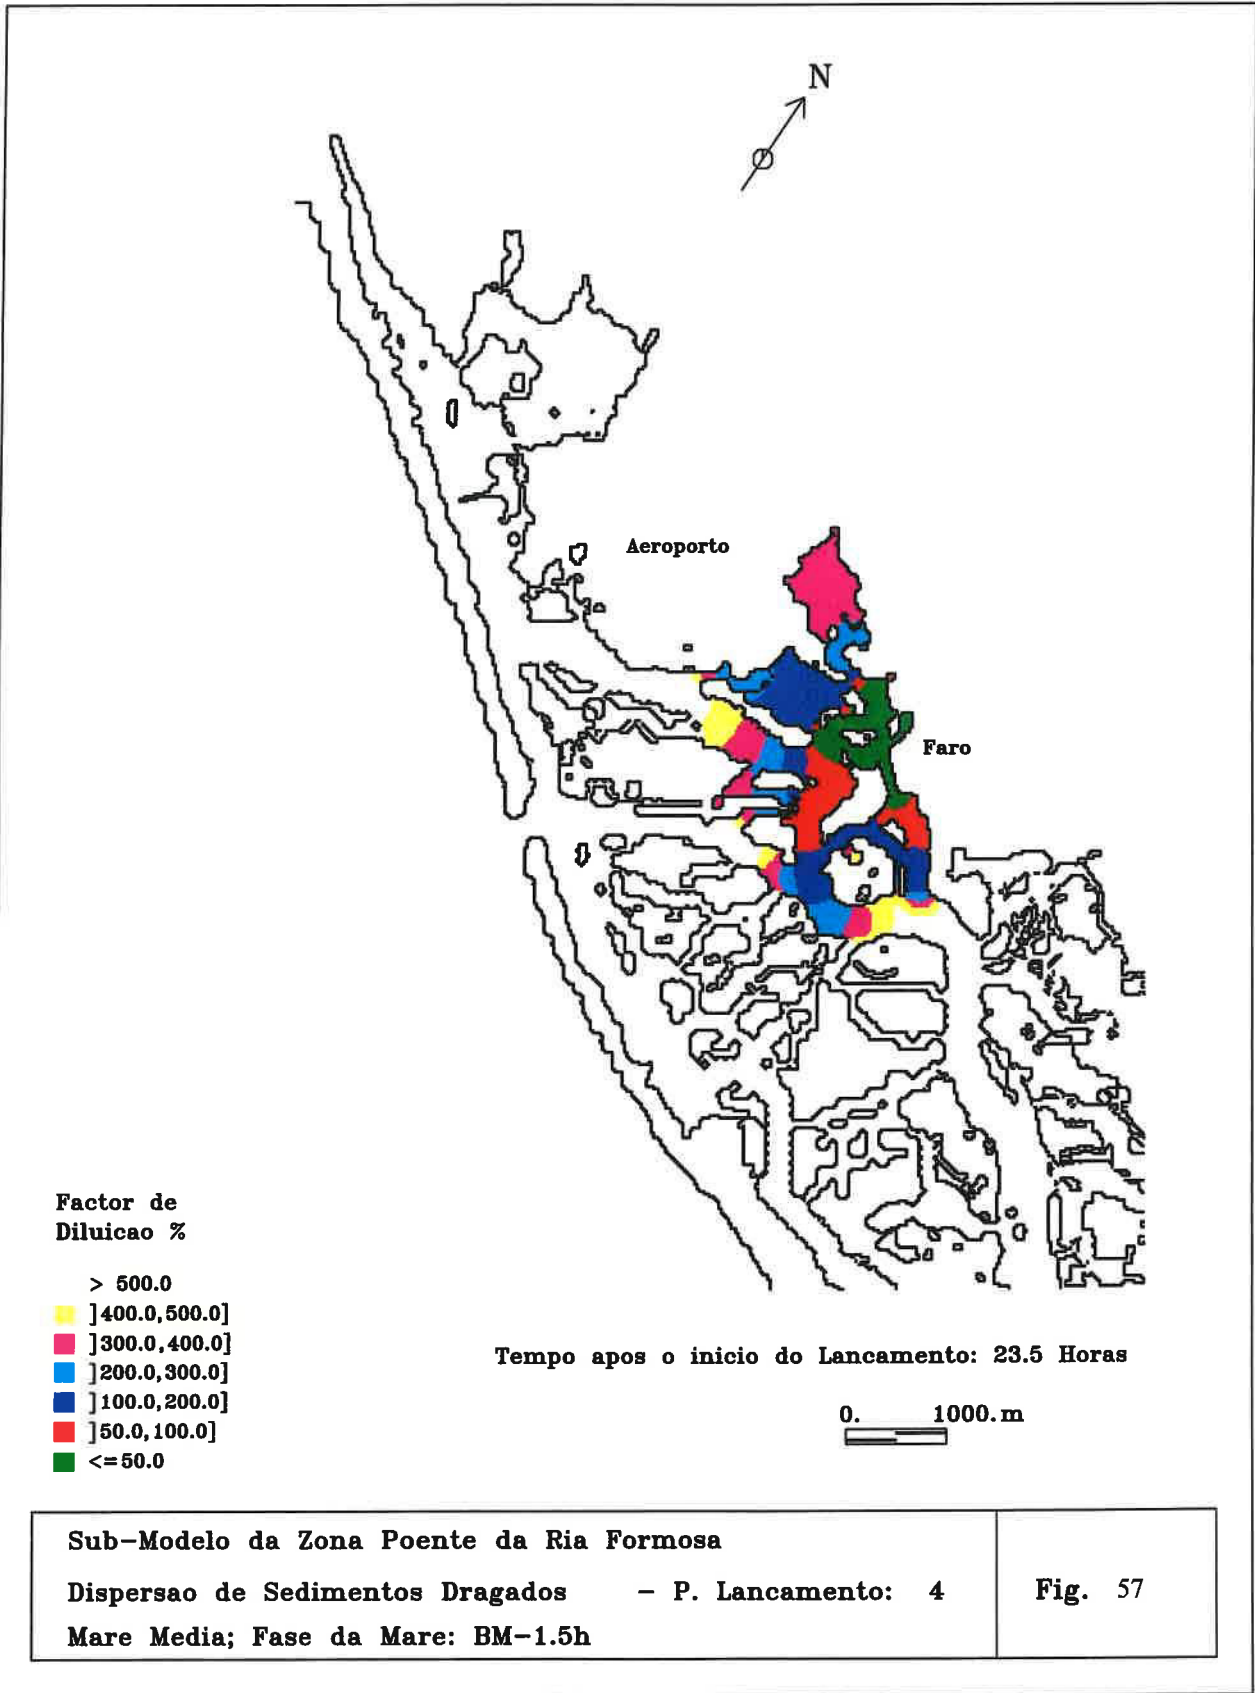 N
Aeroporto
Faro
Factor de
Diluicao %
> 500.0
]400.0,500.0]
]300.0,400.0]
]200.0,300.0]
]100.0,200.0]
]50.0,100.0]
<=50.0
Tempo apos o inicio do Lancamento: 23.5 Horas
0. 1000.m
Sub-Modelo da Zona Poente da Ria Formosa
Dispersao de Sedimentos Dragados - P. Lancamento: 4
Mare Media; Fase da Mare: BM-1.5h
Fig. 57